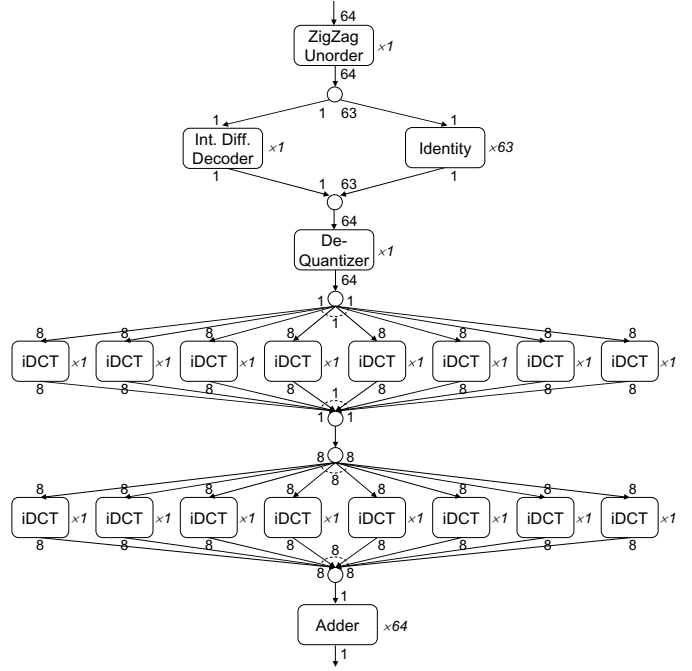 64
ZigZag
Unorder ×1
64
1 63
1 1
Int. Diff.
Decoder ×1
Identity ×63
1 1
1 63
64
De-
Quantizer ×1
64
1 1
1
8 8 8 8 8 8 8 8
iDCT ×1 iDCT ×1 iDCT ×1 iDCT ×1 iDCT ×1 iDCT ×1 iDCT ×1 iDCT ×1
8 8 8 8 8 8 8 8
1
1 1
8 8
8
8 8 8 8 8 8 8 8
iDCT ×1 iDCT ×1 iDCT ×1 iDCT ×1 iDCT ×1 iDCT ×1 iDCT ×1 iDCT ×1
8 8 8 8 8 8 8 8
8
8 8
1
Adder ×64
1